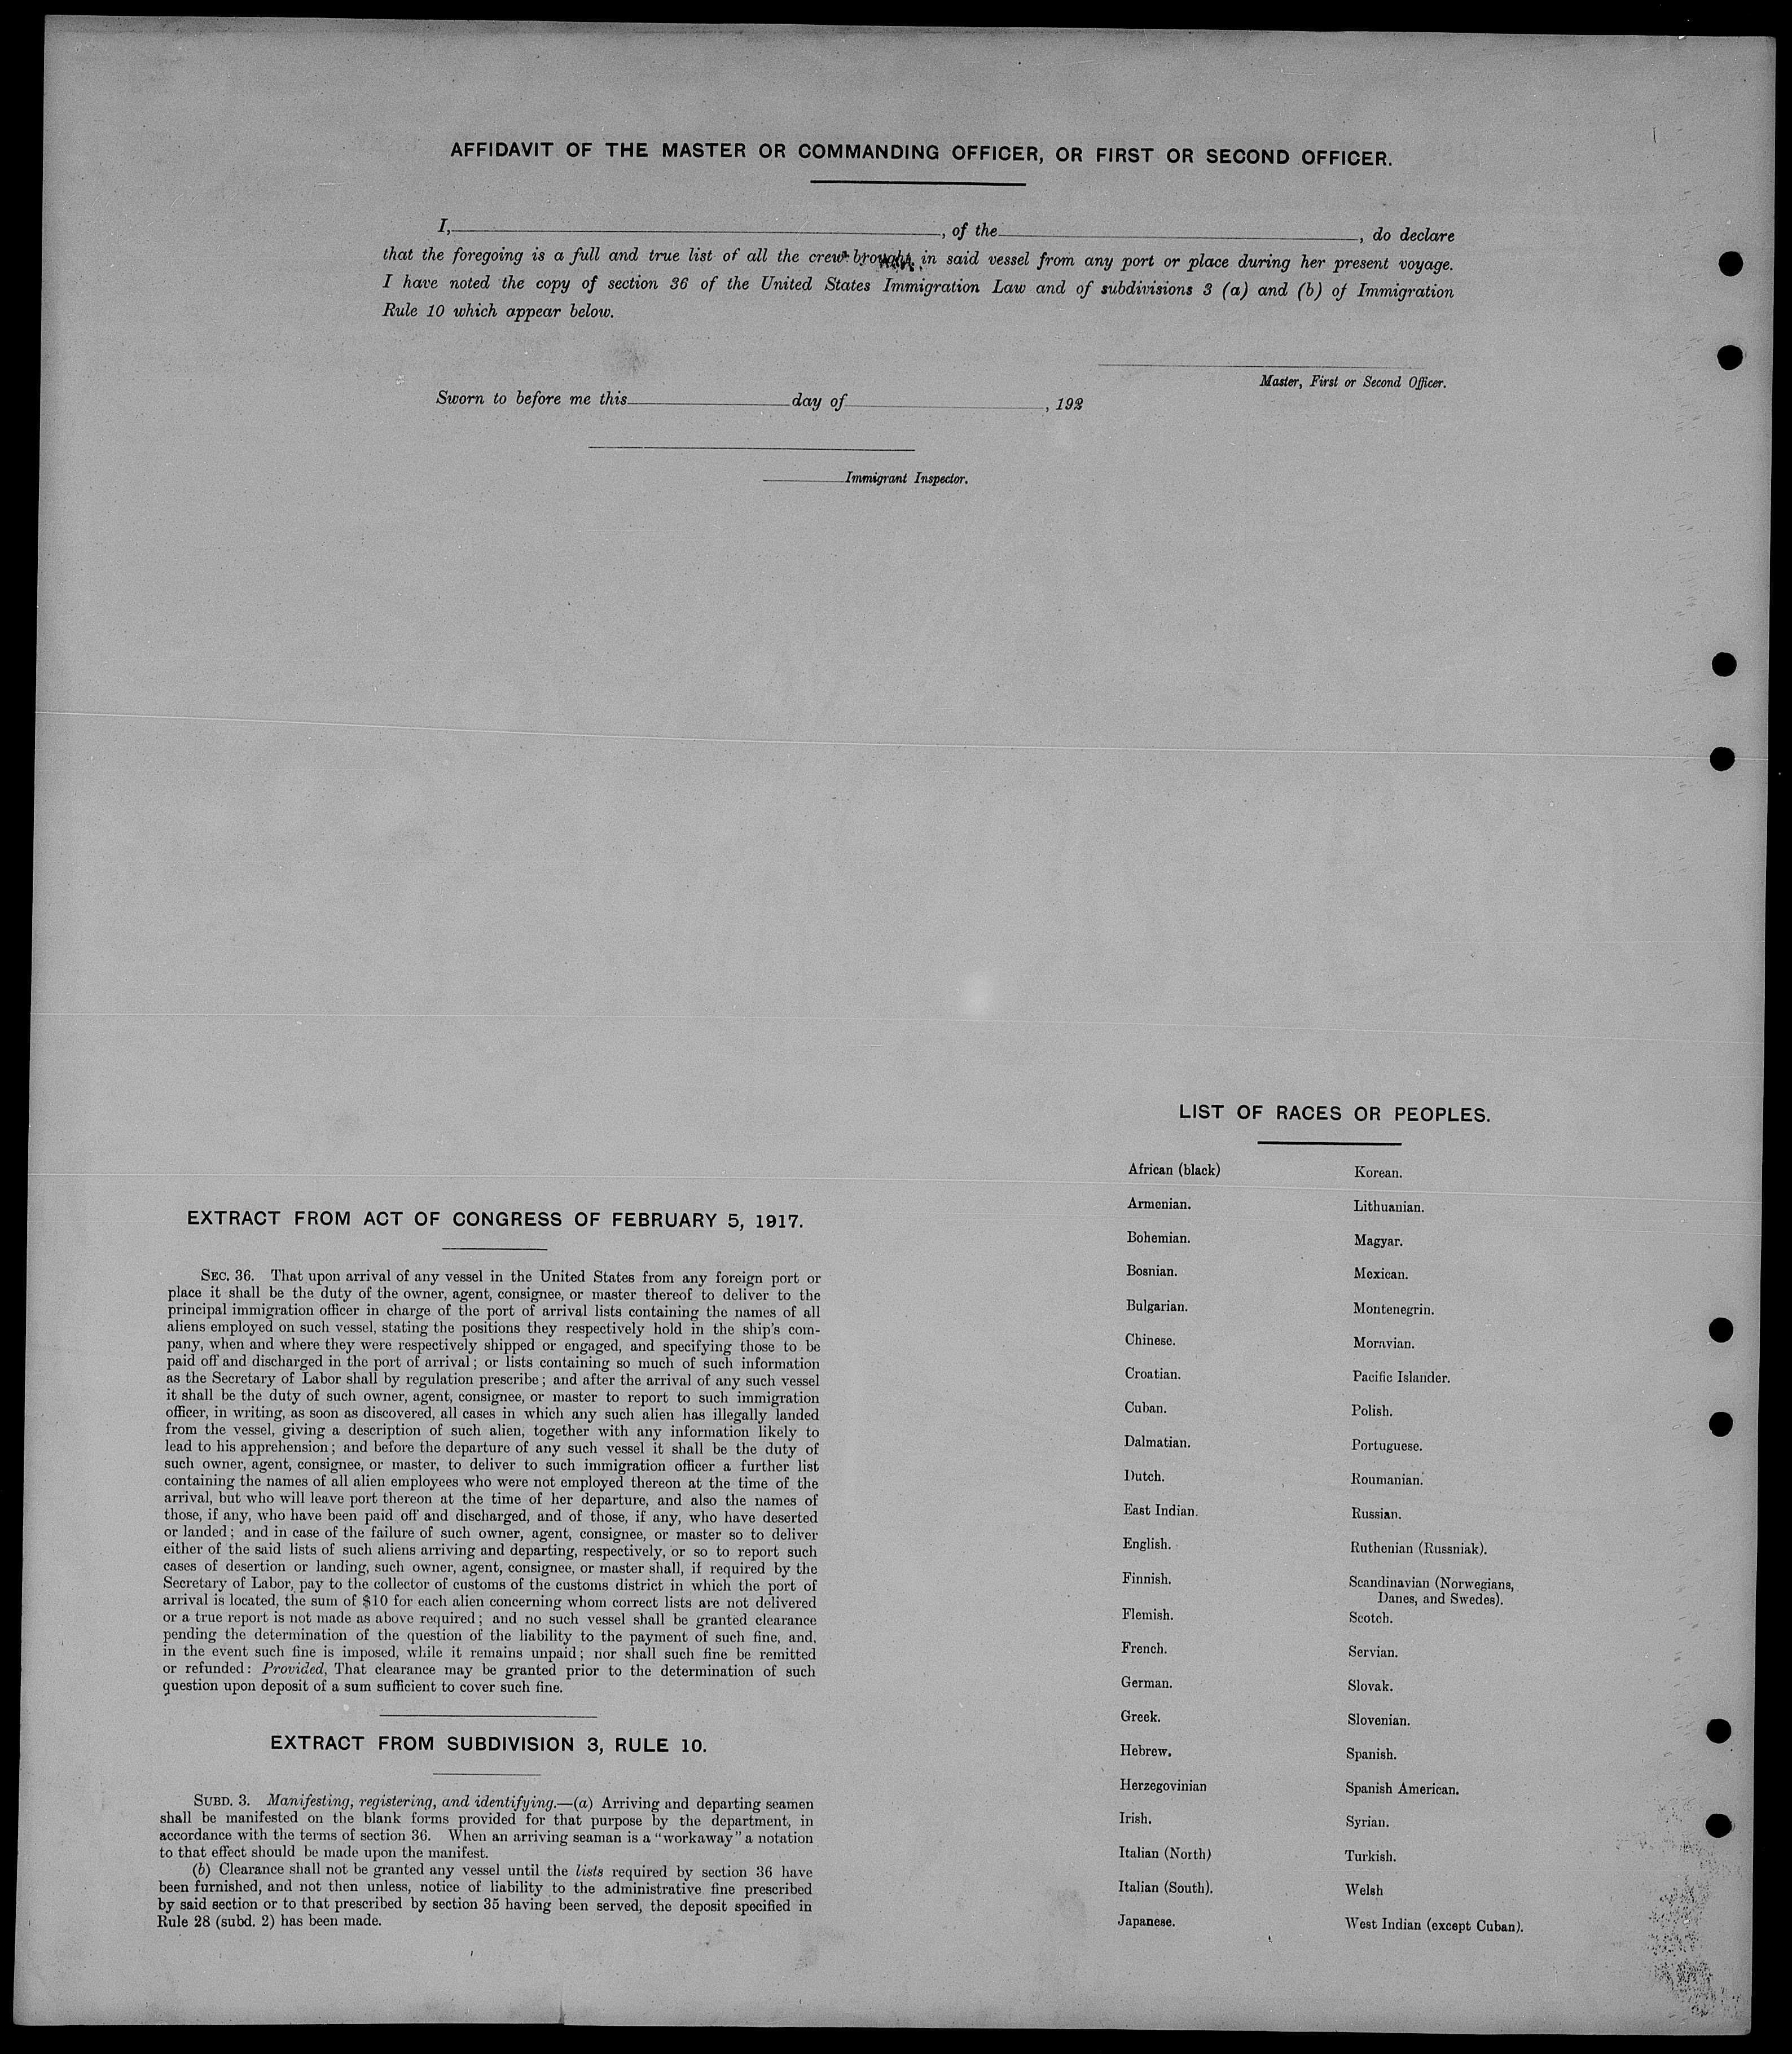 AFFIDAVIT OF THE MASTER OR COMMANDING OFFICER, OR FIRST OR SECOND OFFICER.
I, , of the , do declare
that the foregoing is a full and true list of all the crew brought in said vessel from any port or place during her present voyage.
I have noted the copy of section 36 of the United States Immigration Law and of subdivisions 3 (a) and (b) of Immigration
Rule 10 which appear below.
Master, First or Second Officer.
Sworn to before me this day of , 192
Immigrant Inspector.
EXTRACT FROM ACT OF CONGRESS OF FEBRUARY 5, 1917.
SEC. 36. That upon arrival of any vessel in the United States from any foreign port or
place it shall be the duty of the owner, agent, consignee, or master thereof to deliver to the
principal immigration officer in charge of the port of arrival lists containing the names of all
aliens employed on such vessel, stating the positions they respectively hold in the ship's com-
pany, when and where they were respectively shipped or engaged, and specifying those to be
paid off and discharged in the port of arrival; or lists containing so much of such information
as the Secretary of Labor shall by regulation prescribe; and after the arrival of any such vessel
it shall be the duty of such owner, agent, consignee, or master to report to such immigration
officer, in writing, as soon as discovered, all cases in which any such alien has illegally landed
from the vessel, giving a description of such alien, together with any information likely to
lead to his apprehension; and before the departure of any such vessel it shall be the duty of
such owner, agent, consignee, or master, to deliver to such immigration officer a further list
containing the names of all alien employees who were not employed thereon at the time of the
arrival, but who will leave port thereon at the time of her departure, and also the names of
those, if any, who have been paid off and discharged, and of those, if any, who have deserted
or landed; and in case of the failure of such owner, agent, consignee, or master so to deliver
either of the said lists of such aliens arriving and departing, respectively, or so to report such
cases of desertion or landing, such owner, agent, consignee, or master shall, if required by the
Secretary of Labor, pay to the collector of customs of the customs district in which the port of
arrival is located, the sum of $10 for each alien concerning whom correct lists are not delivered
or a true report is not made as above required; and no such vessel shall be granted clearance
pending the determination of the question of the liability to the payment of such fine, and,
in the event such fine is imposed, while it remains unpaid; nor shall such fine be remitted
or refunded: Provided, That clearance may be granted prior to the determination of such
question upon deposit of a sum sufficient to cover such fine.
EXTRACT FROM SUBDIVISION 3, RULE 10.
SUBD. 3. Manifesting, registering, and identifying.—(a) Arriving and departing seamen
shall be manifested on the blank forms provided for that purpose by the department, in
accordance with the terms of section 36. When an arriving seaman is a "workaway" a notation
to that effect should be made upon the manifest.
(b) Clearance shall not be granted any vessel until the lists required by section 36 have
been furnished, and not then unless, notice of liability to the administrative fine prescribed
by said section or to that prescribed by section 35 having been served, the deposit specified in
Rule 28 (subd. 2) has been made.
LIST OF RACES OR PEOPLES.
African (black)
Armenian.
Bohemian.
Bosnian.
Bulgarian.
Chinese.
Croatian.
Cuban.
Dalmatian.
Dutch.
East Indian.
English.
Finnish.
Flemish.
French.
German.
Greek.
Hebrew.
Herzegovinian
Irish.
Italian (North)
Italian (South).
Japanese.
Korean.
Lithuanian.
Magyar.
Mexican.
Montenegrin.
Moravian.
Pacific Islander.
Polish.
Portuguese.
Roumanian.
Russian.
Ruthenian (Russniak).
Scandinavian (Norwegians,
Danes, and Swedes).
Scotch.
Servian.
Slovak.
Slovenian.
Spanish.
Spanish American.
Syrian.
Turkish.
Welsh
West Indian (except Cuban).